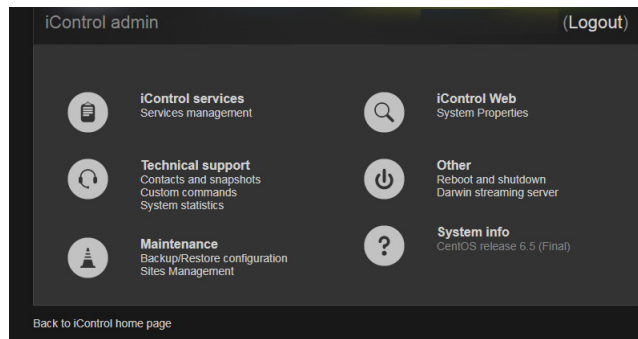 iControl admin
(Logout)
iControl services
Services management
iControl Web
System Properties
Technical support
Contacts and snapshots
Custom commands
System statistics
Other
Reboot and shutdown
Darwin streaming server
Maintenance
Backup/Restore configuration
Sites Management
System info
CentOS release 6.5 (Final)
Back to iControl home page